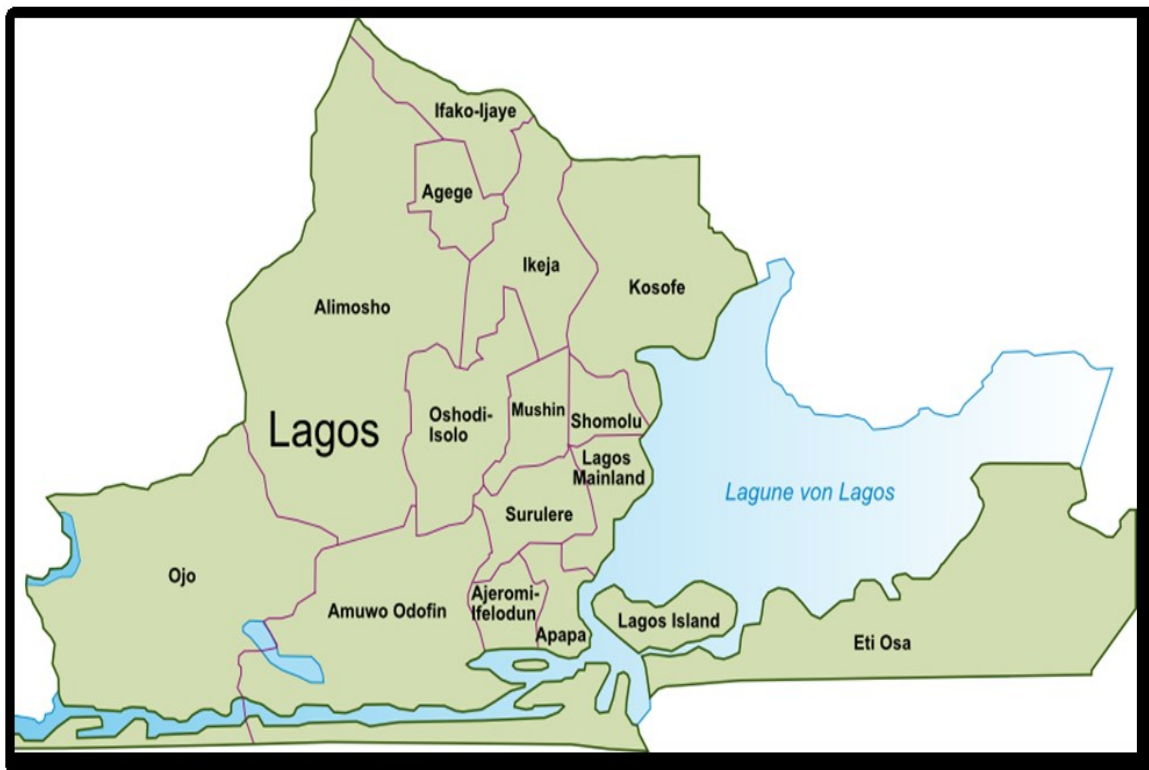 Ifako-Ijaye
Agege
Ikeja
Kosofe
Alimosho
Lagos
Oshodi-
Isolo
Mushin
Shomolu
Lagos
Mainland
Lagune von Lagos
Surulere
Ojo
Amuwo Odofin
Ajeromi-
Ifelodun
Apapa
Lagos Island
Eti Osa